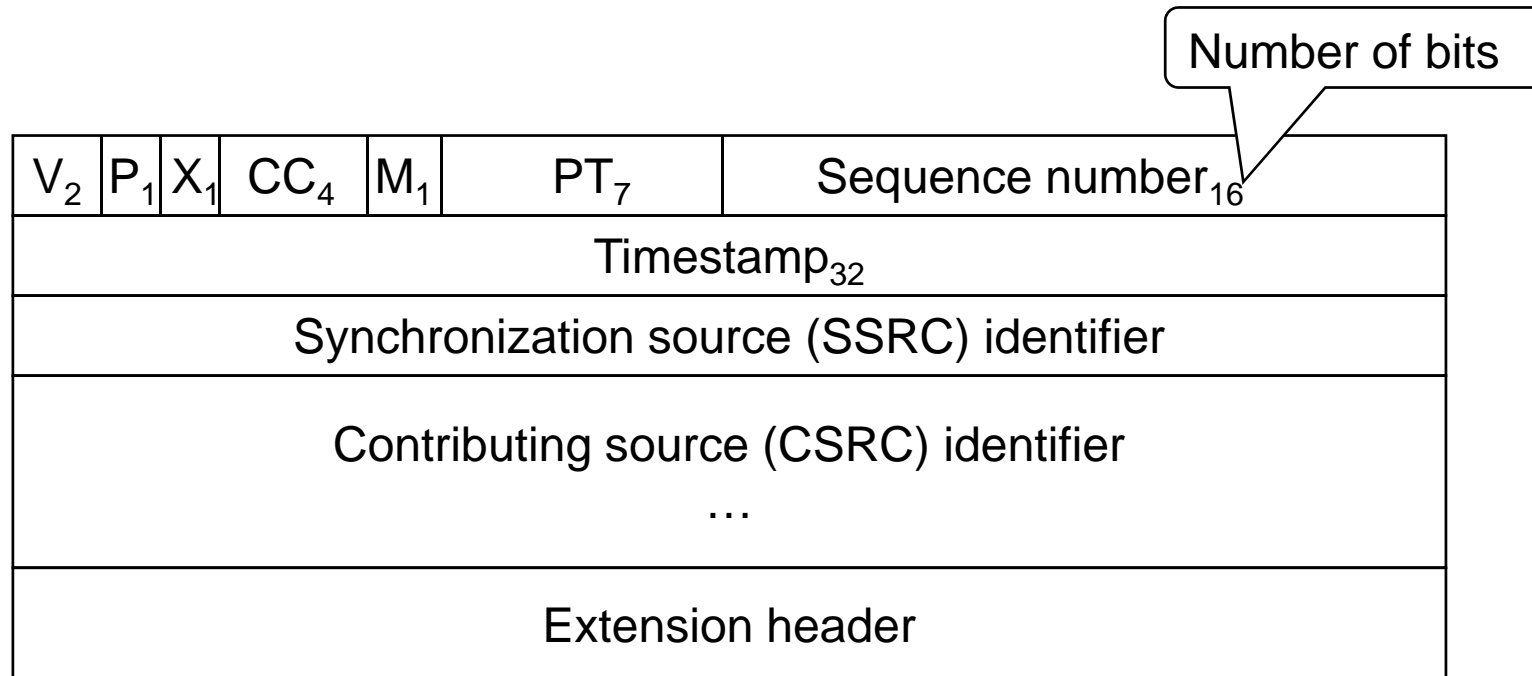 Number of bits
V₂ P₁ X₁ CC₄ M₁ PT₇ Sequence number₁₆
Timestamp₃₂
Synchronization source (SSRC) identifier
Contributing source (CSRC) identifier
…
Extension header